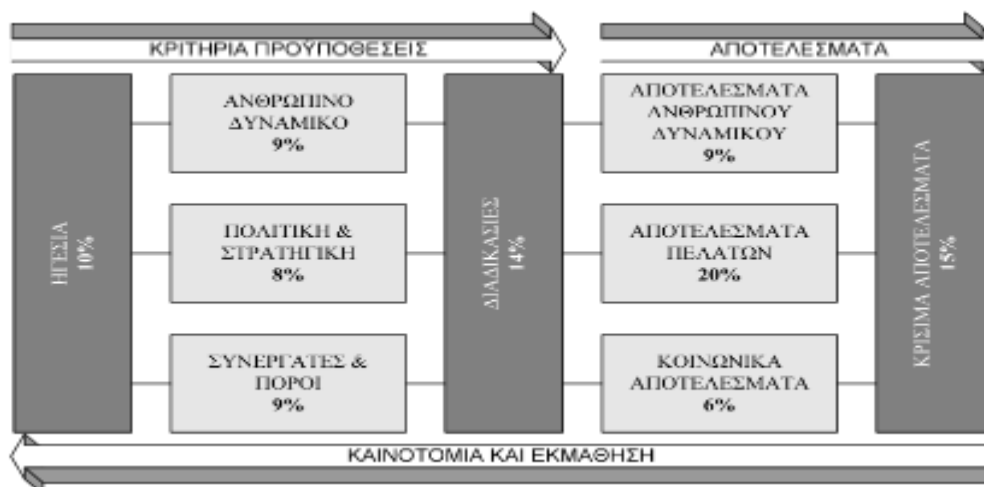 ΚΡΙΤΗΡΙΑ ΠΡΟΫΠΟΘΕΣΕΙΣ
ΑΠΟΤΕΛΕΣΜΑΤΑ
ΗΓΕΣΙΑ
10%
ΑΝΘΡΩΠΙΝΟ
ΔΥΝΑΜΙΚΟ
9%
ΠΟΛΙΤΙΚΗ &
ΣΤΡΑΤΗΓΙΚΗ
8%
ΣΥΝΕΡΓΑΤΕΣ &
ΠΟΡΟΙ
9%
ΔΙΑΔΙΚΑΣΙΕΣ
14%
ΑΠΟΤΕΛΕΣΜΑΤΑ
ΑΝΘΡΩΠΙΝΟΥ
ΔΥΝΑΜΙΚΟΥ
9%
ΑΠΟΤΕΛΕΣΜΑΤΑ
ΠΕΛΑΤΩΝ
20%
ΚΟΙΝΩΝΙΚΑ
ΑΠΟΤΕΛΕΣΜΑΤΑ
6%
ΚΡΙΣΙΜΑ ΑΠΟΤΕΛΕΣΜΑΤΑ
15%
ΚΑΙΝΟΤΟΜΙΑ ΚΑΙ ΕΚΜΑΘΗΣΗ